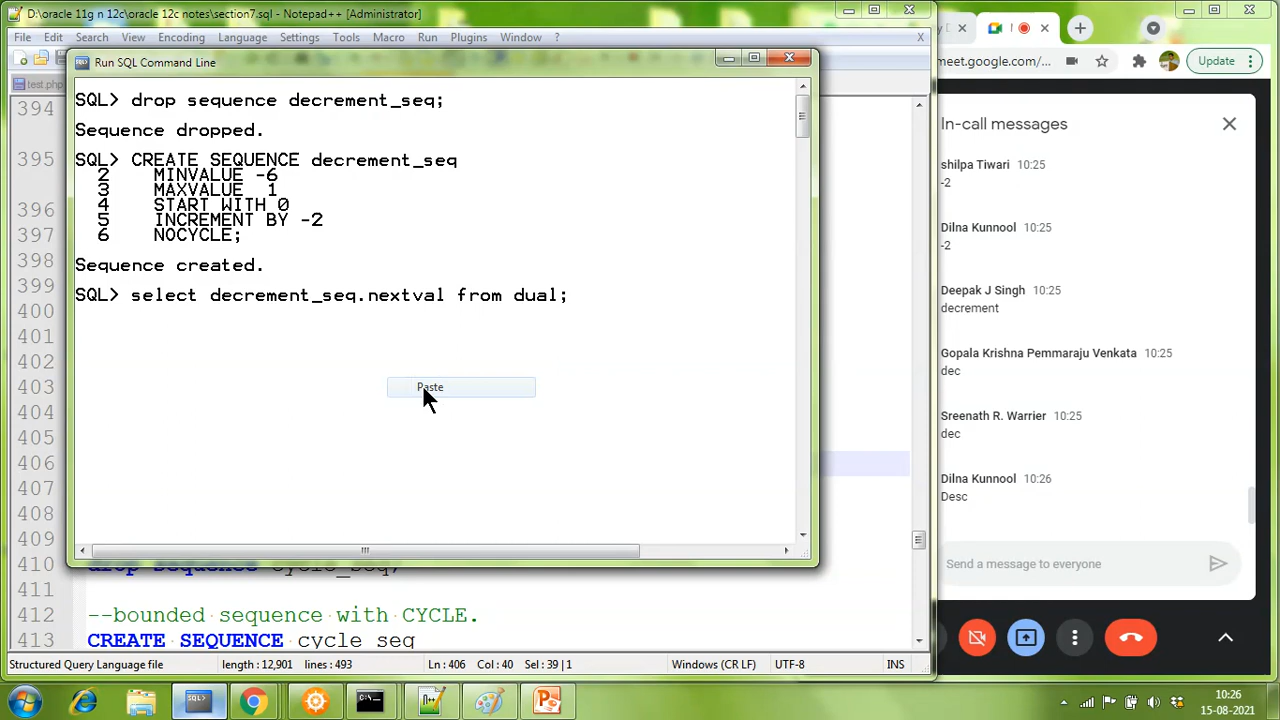 D:\oracle 11g n 12c\oracle 12c notes\section7.sql - Notepad++ [Administrator]
File Edit Search View Encoding Language Settings Tools Macro Run Plugins Window ? X
test.php
Run SQL Command Line
SQL> drop sequence decrement_seq;
Sequence dropped.
SQL> CREATE SEQUENCE decrement_seq
2 MINVALUE -6
3 MAXVALUE 1
4 START WITH 0
5 INCREMENT BY -2
6 NOCYCLE;
Sequence created.
SQL> select decrement_seq.nextval from dual;
Paste
394
395
396
397
398
399
400
401
402
403
404
405
406
407
408
409
410 drop sequence cycle_seq;
411
412 --bounded sequence with CYCLE.
413 CREATE SEQUENCE cycle_seq
Structured Query Language file length : 12,901 lines : 493 Ln : 406 Col : 40 Sel : 39 | 1 Windows (CR LF) UTF-8 INS
meet.google.com/... Update
In-call messages
shilpa Tiwari 10:25
-2
Dilna Kunnool 10:25
-2
Deepak J Singh 10:25
decrement
Gopala Krishna Pemmaraju Venkata 10:25
dec
Sreenath R. Warrier 10:25
dec
Dilna Kunnool 10:26
Desc
Send a message to everyone
10:26
15-08-2021